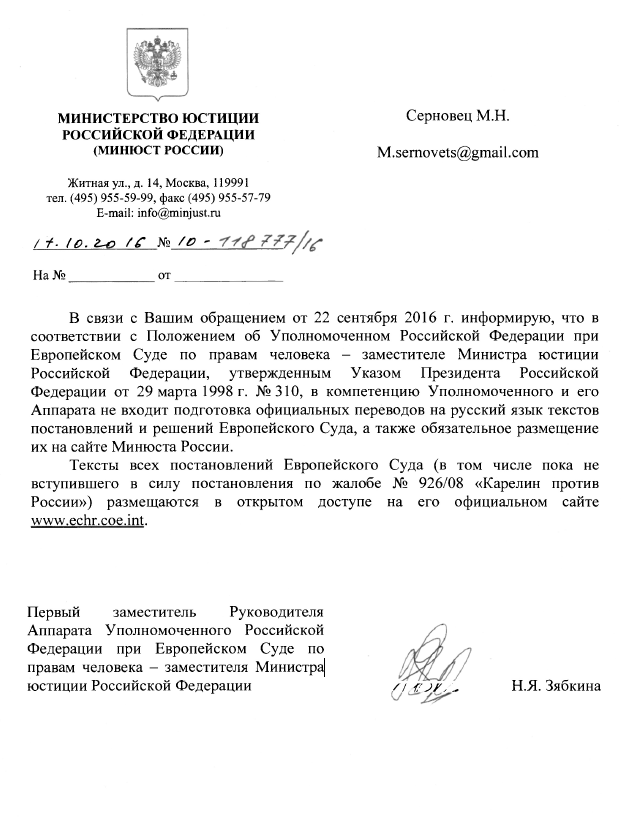 МИНИСТЕРСТВО ЮСТИЦИИ
РОССИЙСКОЙ ФЕДЕРАЦИИ
(МИНЮСТ РОССИИ)
Житная ул., д. 14, Москва, 119991
тел. (495) 955-59-99, факс (495) 955-57-79
E-mail: info@minjust.ru
17.10.2016 № 10-118777/16
На № ____________ от ________________
Серновец М.Н.
M.sernovets@gmail.com
В связи с Вашим обращением от 22 сентября 2016 г. информирую, что в
соответствии с Положением об Уполномоченном Российской Федерации при
Европейском Суде по правам человека – заместителе Министра юстиции
Российской Федерации, утвержденным Указом Президента Российской
Федерации от 29 марта 1998 г. № 310, в компетенцию Уполномоченного и его
Аппарата не входит подготовка официальных переводов на русский язык текстов
постановлений и решений Европейского Суда, а также обязательное размещение
их на сайте Минюста России.
Тексты всех постановлений Европейского Суда (в том числе пока не
вступившего в силу постановления по жалобе № 926/08 «Карелин против
России») размещаются в открытом доступе на его официальном сайте
www.echr.coe.int.
Первый заместитель Руководителя
Аппарата Уполномоченного Российской
Федерации при Европейском Суде по
правам человека – заместителя Министра
юстиции Российской Федерации
Н.Я. Зябкина